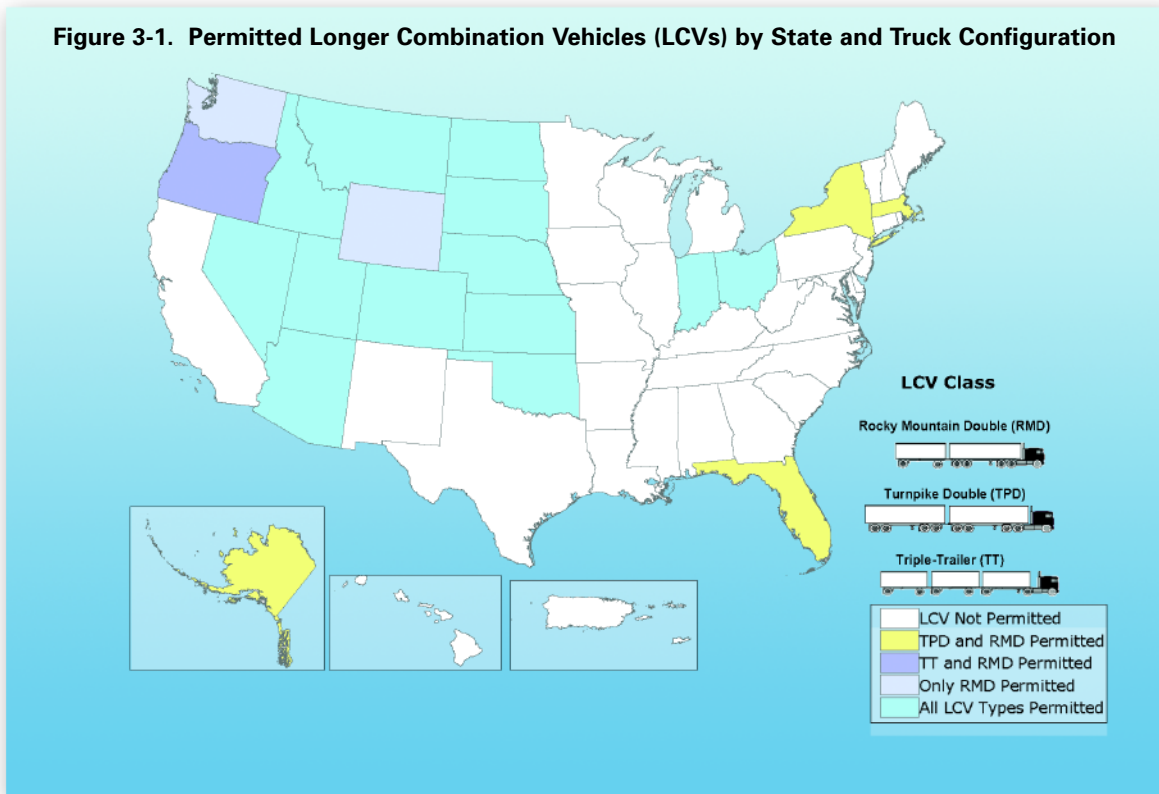 Figure 3-1. Permitted Longer Combination Vehicles (LCVs) by State and Truck Configuration
LCV Class
Rocky Mountain Double (RMD)
Turnpike Double (TPD)
Triple-Trailer (TT)
LCV Not Permitted
TPD and RMD Permitted
TT and RMD Permitted
Only RMD Permitted
All LCV Types Permitted